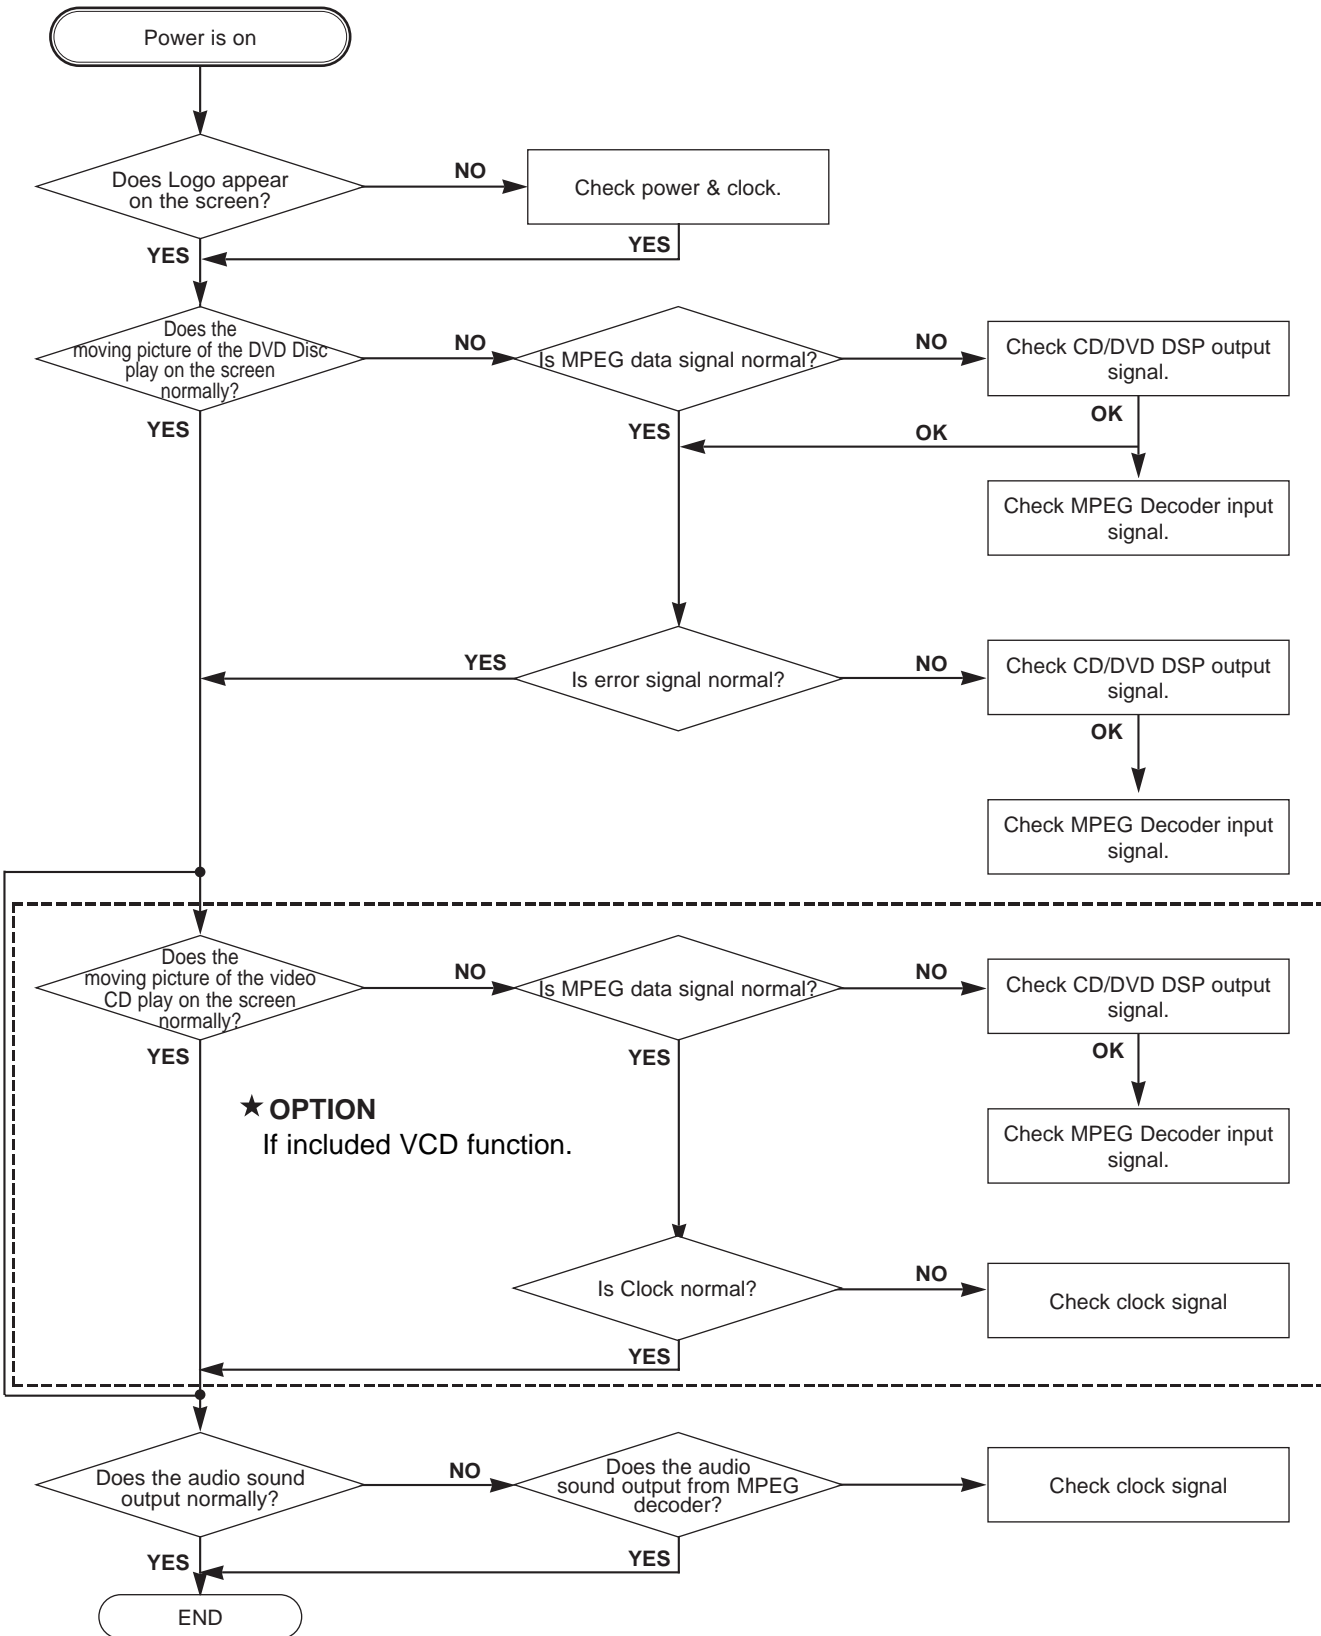 Power is on
Does Logo appear
on the screen?
NO
Check power & clock.
YES
YES
Does the
moving picture of the DVD Disc
play on the screen
normally?
NO
Is MPEG data signal normal?
NO
Check CD/DVD DSP output
signal.
YES
YES
OK
OK
Check MPEG Decoder input
signal.
YES
Is error signal normal?
NO
Check CD/DVD DSP output
signal.
OK
Check MPEG Decoder input
signal.
Does the
moving picture of the video
CD play on the screen
normally?
NO
Is MPEG data signal normal?
NO
Check CD/DVD DSP output
signal.
YES
YES
OK
★ OPTION
If included VCD function.
Check MPEG Decoder input
signal.
Is Clock normal?
NO
Check clock signal
YES
Does the audio sound
output normally?
NO
Does the audio
sound output from MPEG
decoder?
Check clock signal
YES
YES
END